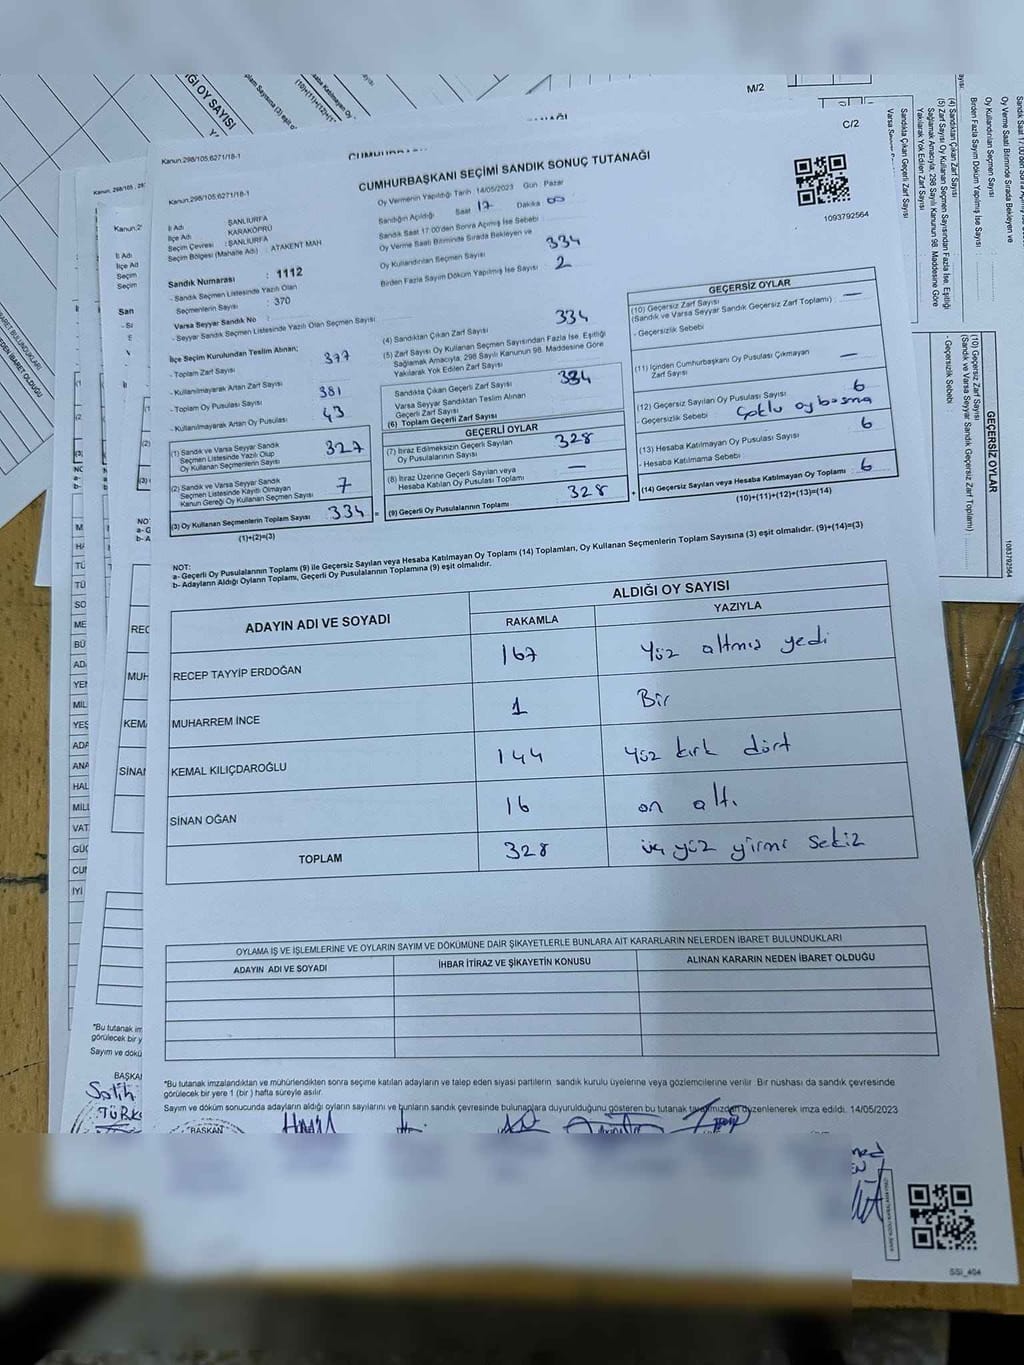 M/2
C/2
Kanun.298/105,6271/18-1
Kanun.298/105,6271/18-1
CUMHURBAŞKANI SEÇİMİ SANDIK SONUÇ TUTANAĞI
1093792564
İl Adı : ŞANLIURFA
İlçe Adı : KARAKÖPRÜ
Seçim Çevresi : ŞANLIURFA
Seçim Bölgesi (Mahalle Adı) : ATAKENT MAH
Sandık Numarası : 1112
- Sandık Seçmen Listesinde Yazılı Olan
Seçmenlerin Sayısı : 370
Varsa Seyyar Sandık No :
- Seyyar Sandık Seçmen Listesinde Yazılı Olan Seçmen Sayısı
İlçe Seçim Kurulundan Teslim Alınan;
- Toplam Zarf Sayısı 377
- Kullanılmayarak Artan Zarf Sayısı
- Toplam Oy Pusulası Sayısı 381
- Kullanılmayarak Artan Oy Pusulası 43
(1) Sandık ve Varsa Seyyar Sandık
Seçmen Listesinde Yazılı Olup
Oy Kullanan Seçmenlerin Sayısı 327
(2) Sandık ve Varsa Seyyar Sandık
Seçmen Listesinde Kayıtlı Olmayan
Kanun Gereği Oy Kullanan Seçmen Sayısı 7
(3) Oy Kullanan Seçmenlerin Toplam Sayısı 334
(1)+(2)=(3)
Oy Vermenin Yapıldığı Tarih 14/05/2023 Gün Pazar
Sandığın Açıldığı Saat 17 Dakika 00
Sandık Saat 17:00'den Sonra Açılmış İse Sebebi
Oy Verme Saati Bitiminde Sırada Bekleyen ve
Oy Kullandırılan Seçmen Sayısı : 334
Birden Fazla Sayım Döküm Yapılmış İse Sayısı : 2
(4) Sandıktan Çıkan Zarf Sayısı 334
(5) Zarf Sayısı Oy Kullanan Seçmen Sayısından Fazla İse, Eşitliği
Sağlamak Amacıyla, 298 Sayılı Kanunun 98. Maddesine Göre
Yakılarak Yok Edilen Zarf Sayısı
Sandıkta Çıkan Geçerli Zarf Sayısı 334
Varsa Seyyar Sandıktan Teslim Alınan
Geçerli Zarf Sayısı
(6) Toplam Geçerli Zarf Sayısı
GEÇERLİ OYLAR
(7) İtiraz Edilmeksizin Geçerli Sayılan
Oy Pusulasının Sayısı 328
(8) İtiraz Üzerine Geçerli Sayılan veya
Hesaba Katılan Oy Pusulası Toplamı —
(9) Geçerli Oy Pusulalarının Toplamı 328
GEÇERSİZ OYLAR
(10) Geçersiz Zarf Sayısı
(Sandık ve Varsa Seyyar Sandık Geçersiz Zarf Toplamı) : —
- Geçersizlik Sebebi
(11) İçinden Cumhurbaşkanı Oy Pusulası Çıkmayan
Zarf Sayısı —
(12) Geçersiz Sayılan Oy Pusulası Sayısı 6
- Geçersizlik Sebebi : Çoklu oy basma
(13) Hesaba Katılmayan Oy Pusulası Sayısı 6
- Hesaba Katılmama Sebebi
(14) Geçersiz Sayılan veya Hesaba Katılmayan Oy Toplamı : 6
(10)+(11)+(12)+(13)=(14)
NOT:
a- Geçerli Oy Pusulalarının Toplamı (9) ile Geçersiz Sayılan veya Hesaba Katılmayan Oy Toplamı (14) Toplamları, Oy Kullanan Seçmenlerin Toplam Sayısına (3) eşit olmalıdır. (9)+(14)=(3)
b- Adayların Aldığı Oyların Toplamı, Geçerli Oy Pusulalarının Toplamına (9) eşit olmalıdır.
ADAYIN ADI VE SOYADI
ALDIĞI OY SAYISI
RAKAMLA YAZIYLA
RECEP TAYYİP ERDOĞAN 167 Yüz altmış yedi
MUHARREM İNCE 1 Bir
KEMAL KILIÇDAROĞLU 144 yüz kırk dört
SİNAN OĞAN 16 on altı
TOPLAM 328 üç yüz yirmi sekiz
OYLAMA İŞ VE İŞLEMLERİNE VE OYLARIN SAYIM VE DÖKÜMÜNE DAİR ŞİKAYETLERLE BUNLARA AİT KARARLARIN NELERDEN İBARET BULUNDUKLARI
ADAYIN ADI VE SOYADI İHBAR İTİRAZ VE ŞİKAYETİN KONUSU ALINAN KARARIN NEDEN İBARET OLDUĞU
*Bu tutanak imzalandıktan ve mühürlendikten sonra seçime katılan adayların ve talep eden siyasi partilerin sandık kurulu üyelerine veya gözlemcilerine verilir. Bir nüshası da sandık çevresinde
görülecek bir yere 1 (bir) hafta süreyle asılır.
Sayım ve döküm sonucunda adayların aldığı oyların sayılarını ve bunların sandık çevresinde bulunanlara duyurulduğunu gösteren bu tutanak tarafımızdan düzenlenerek imza edildi. 14/05/2023
BAŞKAN
Salih
TÜRK
SSİ_404